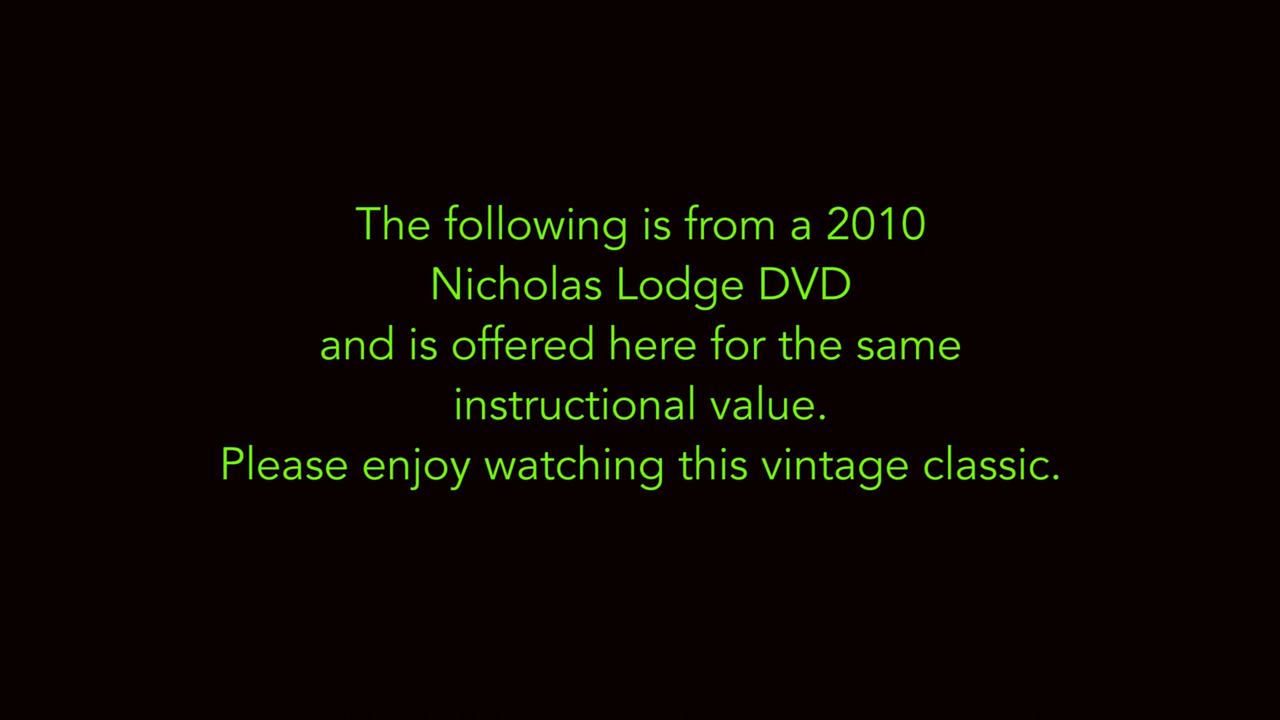 The following is from a 2010
Nicholas Lodge DVD
and is offered here for the same
instructional value.
Please enjoy watching this vintage classic.